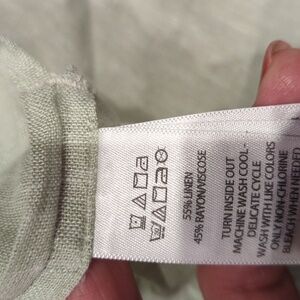 55% LINEN
45% RAYON/VISCOSE
TURN INSIDE OUT
MACHINE WASH COOL -
DELICATE CYCLE
WASH WITH LIKE COLORS
ONLY NON-CHLORINE
BLEACH WHEN NEEDED